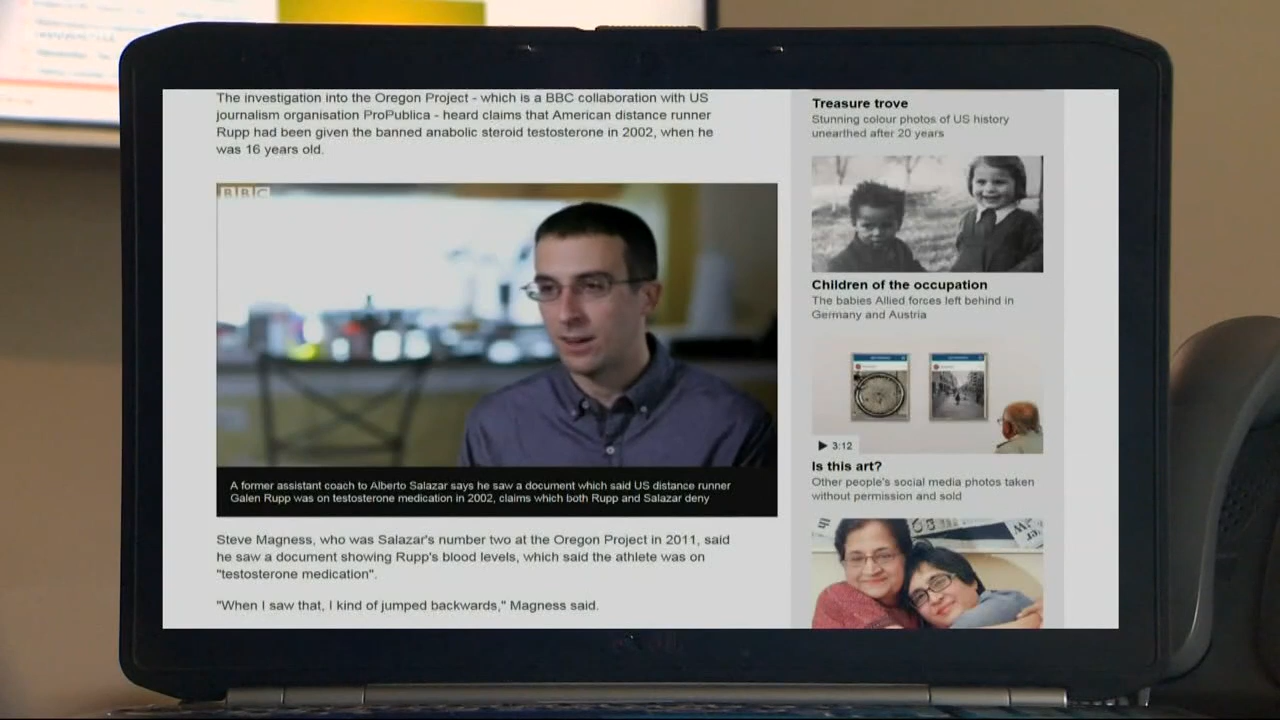 The investigation into the Oregon Project - which is a BBC collaboration with US
journalism organisation ProPublica - heard claims that American distance runner
Rupp had been given the banned anabolic steroid testosterone in 2002, when he
was 16 years old.
BBC
A former assistant coach to Alberto Salazar says he saw a document which said US distance runner
Galen Rupp was on testosterone medication in 2002, claims which both Rupp and Salazar deny
Steve Magness, who was Salazar's number two at the Oregon Project in 2011, said
he saw a document showing Rupp's blood levels, which said the athlete was on
"testosterone medication".
"When I saw that, I kind of jumped backwards," Magness said.
Treasure trove
Stunning colour photos of US history
unearthed after 20 years
Children of the occupation
The babies Allied forces left behind in
Germany and Austria
3:12
Is this art?
Other people's social media photos taken
without permission and sold